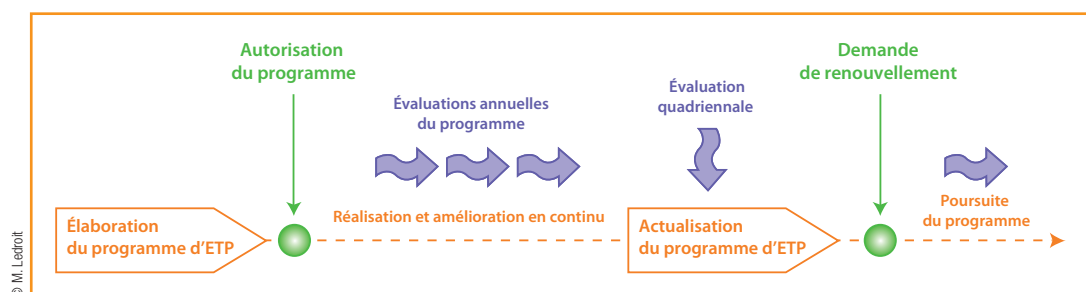 Autorisation
du programme
Demande
de renouvellement
Évaluations annuelles
du programme
Évaluation
quadriennale
Élaboration
du programme d’ETP
Réalisation et amélioration en continu
Actualisation
du programme d’ETP
Poursuite
du programme
© M. Ledroit